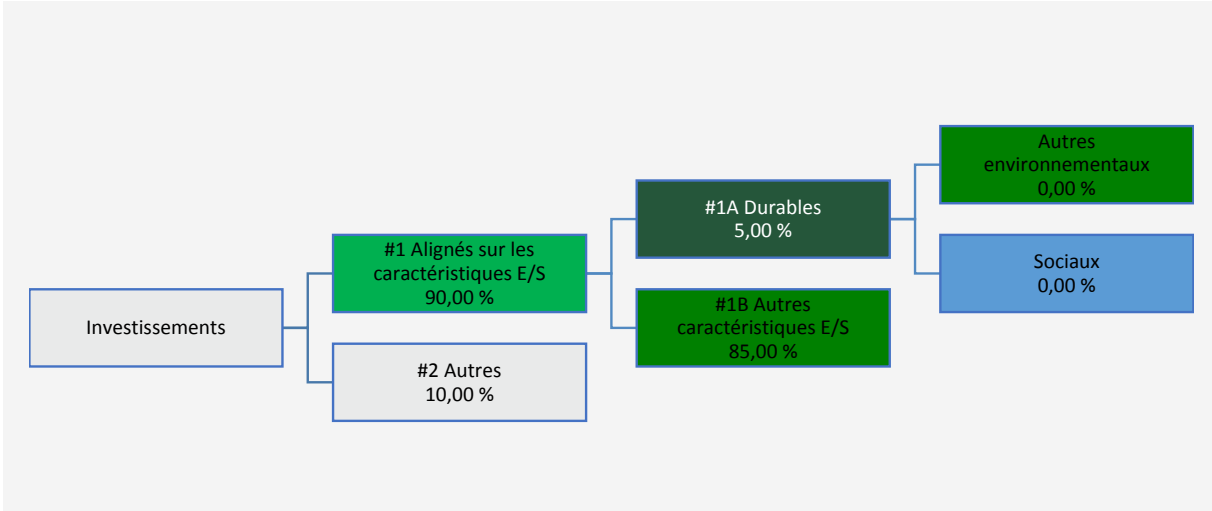 Investissements
#1 Alignés sur les
caractéristiques E/S
90,00 %
#2 Autres
10,00 %
#1A Durables
5,00 %
#1B Autres
caractéristiques E/S
85,00 %
Autres
environnementaux
0,00 %
Sociaux
0,00 %